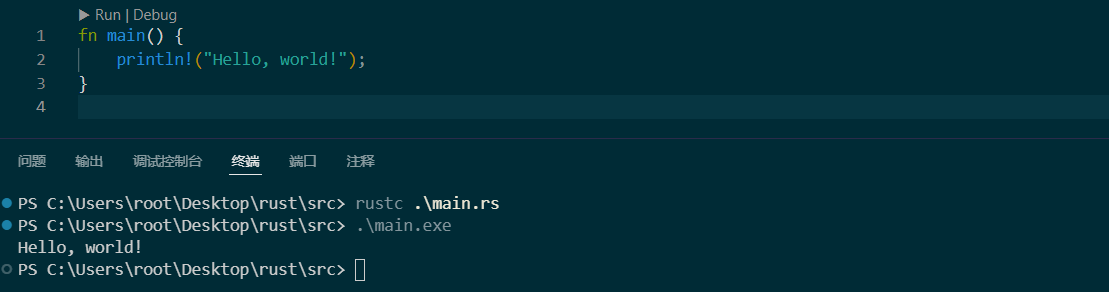 ▶ Run | Debug
1 fn main() {
2     println!("Hello, world!");
3 }
4
问题 输出 调试控制台 终端 端口 注释
PS C:\Users\root\Desktop\rust\src> rustc .\main.rs
PS C:\Users\root\Desktop\rust\src> .\main.exe
Hello, world!
PS C:\Users\root\Desktop\rust\src>